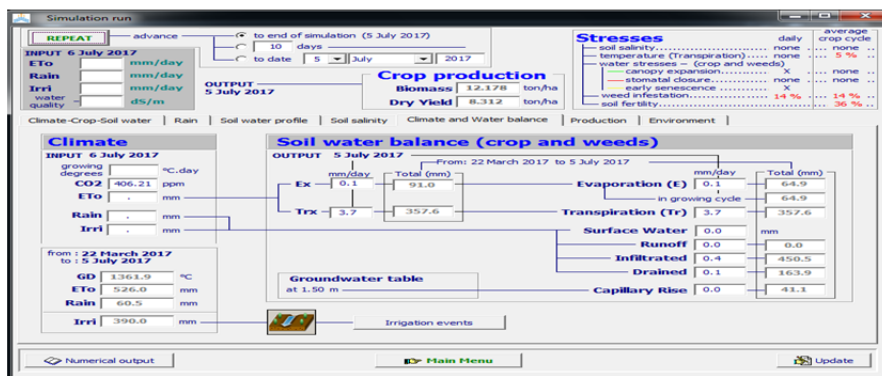 Simulation run
REPEAT
advance
to end of simulation (5 July 2017)
10 days
to date 5 July 2017
INPUT 6 July 2017
ETo mm/day
Rain mm/day
Irri mm/day
water quality dS/m
OUTPUT
5 July 2017
Crop production
Biomass 12.178 ton/ha
Dry Yield 8.312 ton/ha
Stresses daily average crop cycle
soil salinity none none
temperature (Transpiration) none 5 %
water stresses - (crop and weeds)
canopy expansion X
stomatal closure none none
early senescence X
weed infestation 14 % 14 %
soil fertility 36 %
Climate-Crop-Soil water | Rain | Soil water profile | Soil salinity | Climate and Water balance | Production | Environment
Climate
INPUT 6 July 2017
growing degrees °C.day
CO2 406.21 ppm
ETo . mm
Rain . mm
Irri . mm
from : 22 March 2017
to : 5 July 2017
GD 1361.9 °C
ETo 526.0 mm
Rain 60.5 mm
Irri 390.0 mm
Soil water balance (crop and weeds)
OUTPUT 5 July 2017
From: 22 March 2017 to 5 July 2017
mm/day Total (mm) mm/day Total (mm)
Ex 0.1 91.0 Evaporation (E) 0.1 64.9
in growing cycle 64.9
Trx 3.7 357.6 Transpiration (Tr) 3.7 357.6
Surface Water 0.0 mm
Runoff 0.0 0.0
Infiltrated 0.4 450.5
Drained 0.1 163.9
Groundwater table
at 1.50 m Capillary Rise 0.0 41.1
Irrigation events
Numerical output
Main Menu
Update